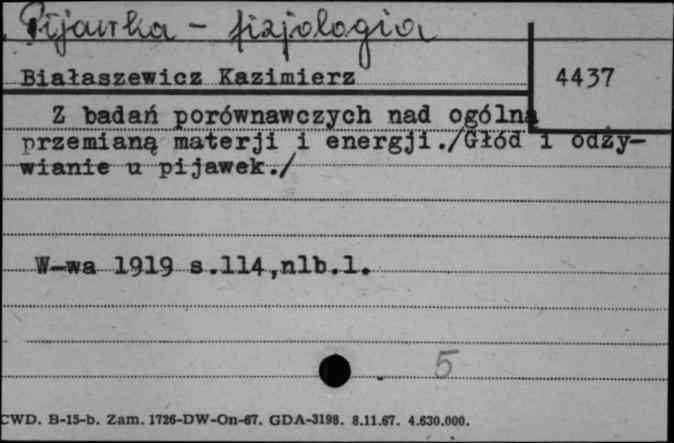 Pijawka - fizjologia
Białaszewicz Kazimierz
4437
Z badań porównawczych nad ogólną
przemianą materji i energji./Głód i odży-
wianie u pijawek./
W-wa 1919 s.114,nlb.1.
5
CWD. B-15-b. Zam. 1726-DW-On-67. GDA-3198. 8.11.67. 4.630.000.